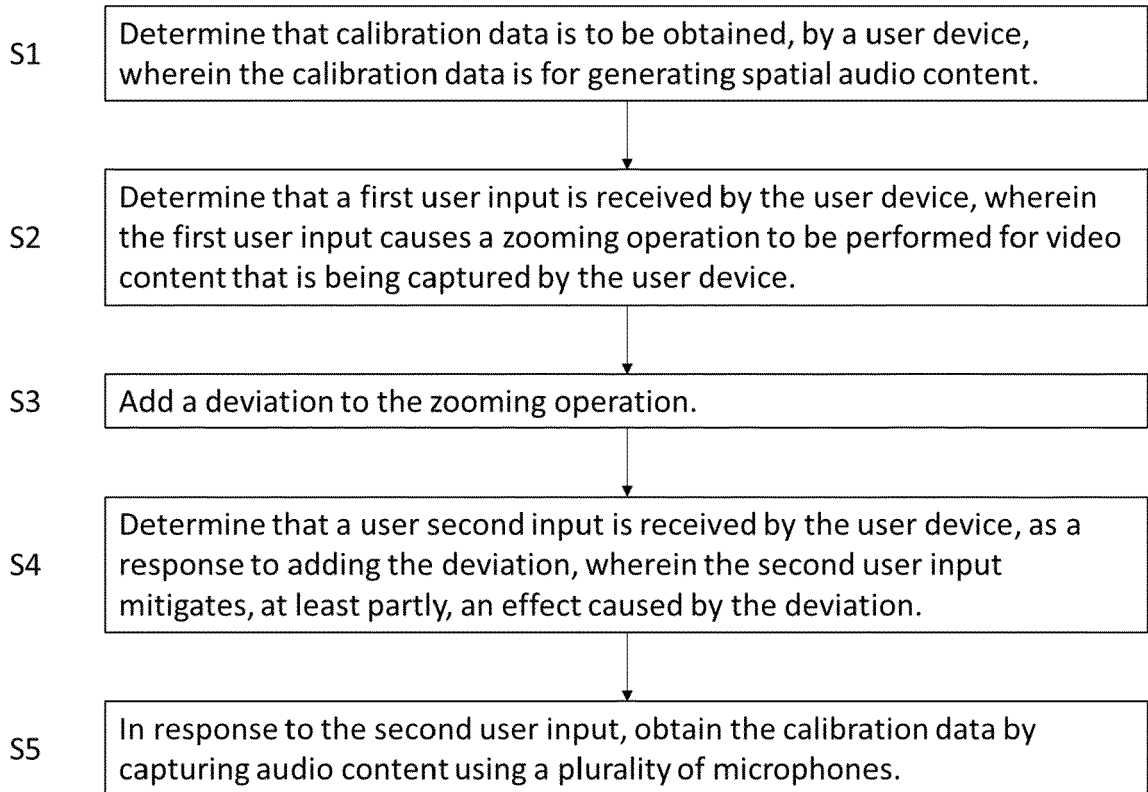 S1
Determine that calibration data is to be obtained, by a user device,
wherein the calibration data is for generating spatial audio content.
S2
Determine that a first user input is received by the user device, wherein
the first user input causes a zooming operation to be performed for video
content that is being captured by the user device.
S3
Add a deviation to the zooming operation.
S4
Determine that a user second input is received by the user device, as a
response to adding the deviation, wherein the second user input
mitigates, at least partly, an effect caused by the deviation.
S5
In response to the second user input, obtain the calibration data by
capturing audio content using a plurality of microphones.